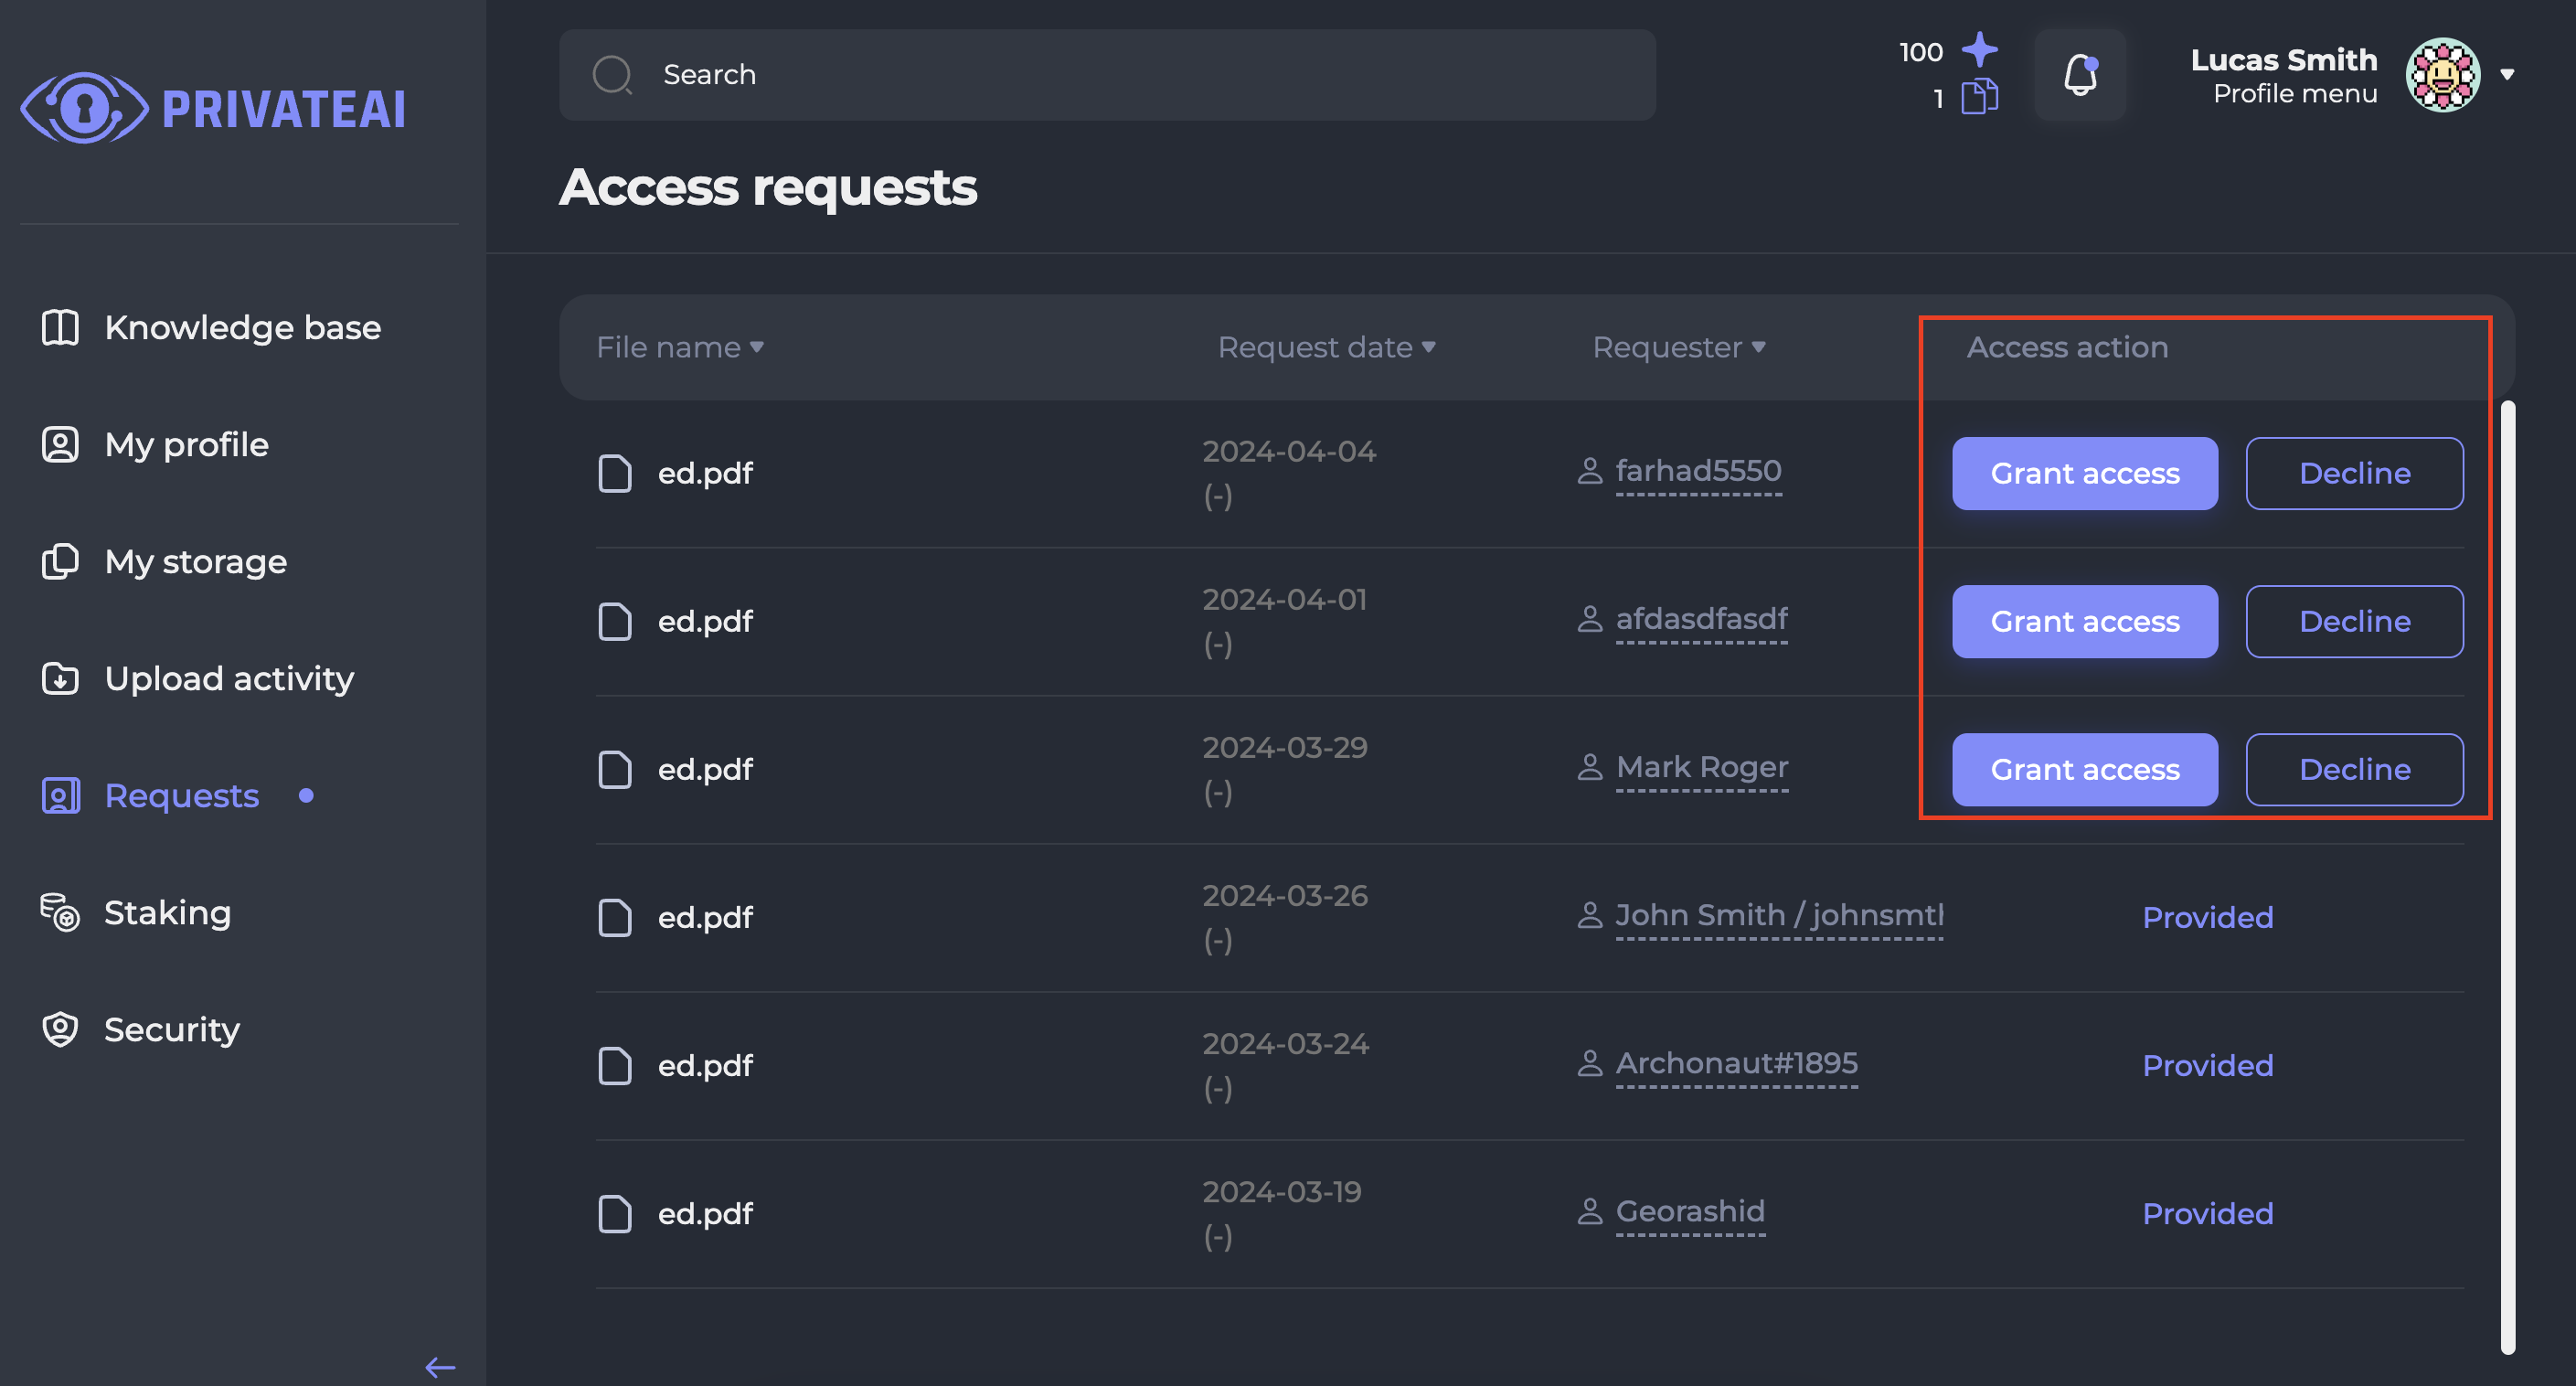 PRIVATEAI
Search
100
1
Lucas Smith
Profile menu
Access requests
Knowledge base
My profile
My storage
Upload activity
Requests
Staking
Security
File name Request date Requester Access action
ed.pdf 2024-04-04 farhad5550 Grant access Decline
(-)
ed.pdf 2024-04-01 afdasdfasdf Grant access Decline
(-)
ed.pdf 2024-03-29 Mark Roger Grant access Decline
(-)
ed.pdf 2024-03-26 John Smith / johnsmth Provided
(-)
ed.pdf 2024-03-24 Archonaut#1895 Provided
(-)
ed.pdf 2024-03-19 Georashid Provided
(-)